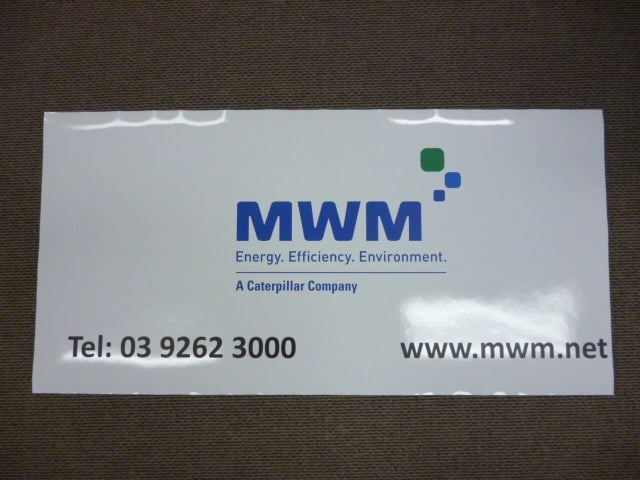 MWM
Energy. Efficiency. Environment.
A Caterpillar Company
Tel: 03 9262 3000
www.mwm.net